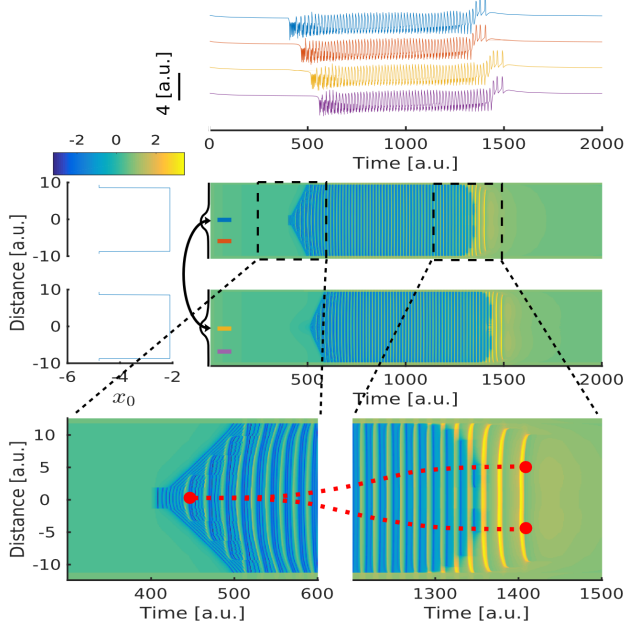 4 [a.u.]
0 500 1000 1500 2000
Time [a.u.]
-2 0 2 4
10
0
-10
Distance [a.u.]
10
0
-10
-6 -4 -2
x0
500 1000 1500 2000
Time [a.u.]
Distance [a.u.]
10
5
0
-5
-10
400 500 600
Time [a.u.]
1300 1400 1500
Time [a.u.]